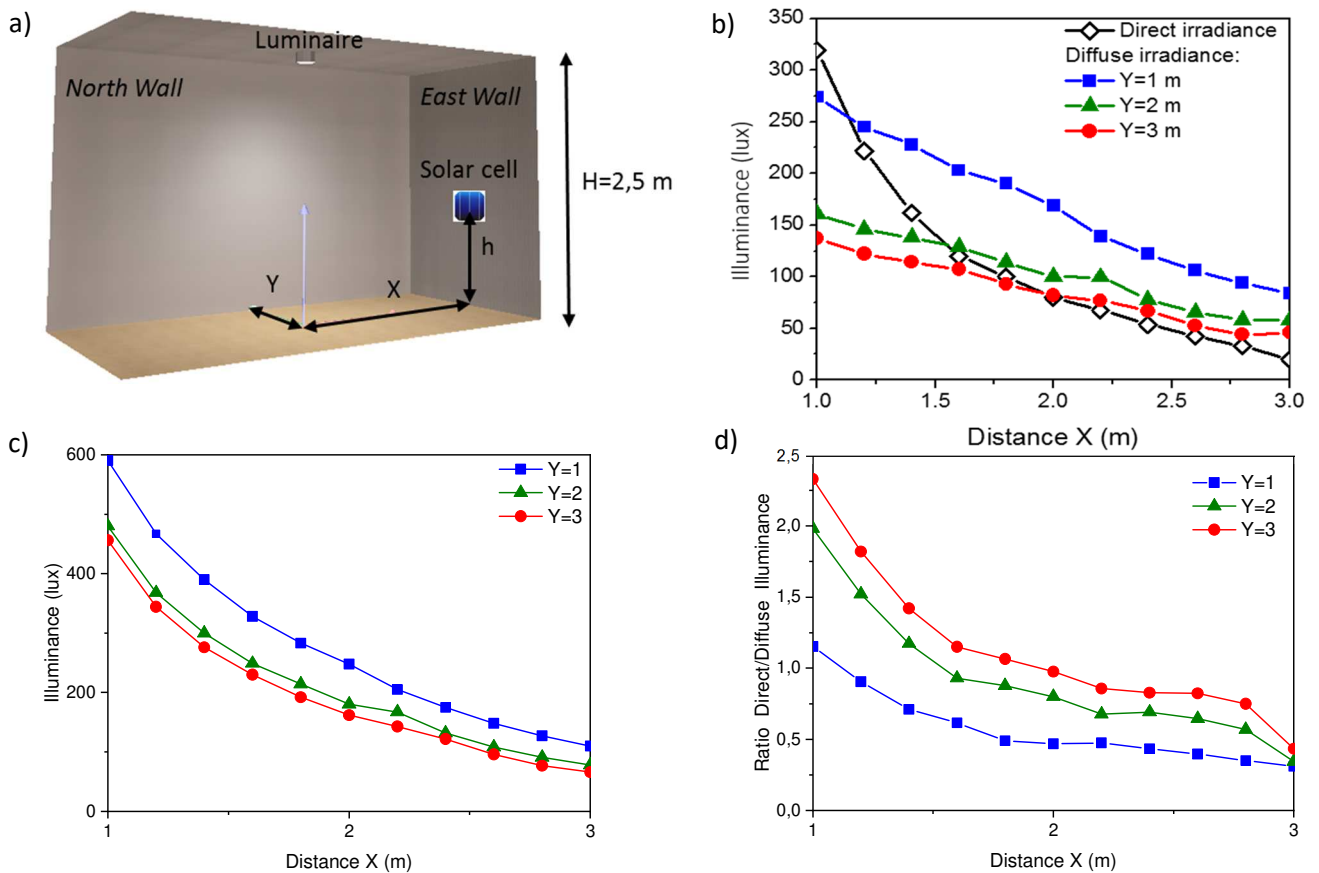 a)
Luminaire
North Wall
East Wall
Solar cell
H=2,5 m
h
Y
X
b)
Direct irradiance
Diffuse irradiance:
Y=1 m
Y=2 m
Y=3 m
Illuminance (lux)
350
300
250
200
150
100
50
0
1.0 1.5 2.0 2.5 3.0
Distance X (m)
c)
Y=1
Y=2
Y=3
Illuminance (lux)
600
400
200
0
1 2 3
Distance X (m)
d)
Y=1
Y=2
Y=3
Ratio Direct/Diffuse Illuminance
2,5
2,0
1,5
1,0
0,5
0,0
1 2 3
Distance X (m)